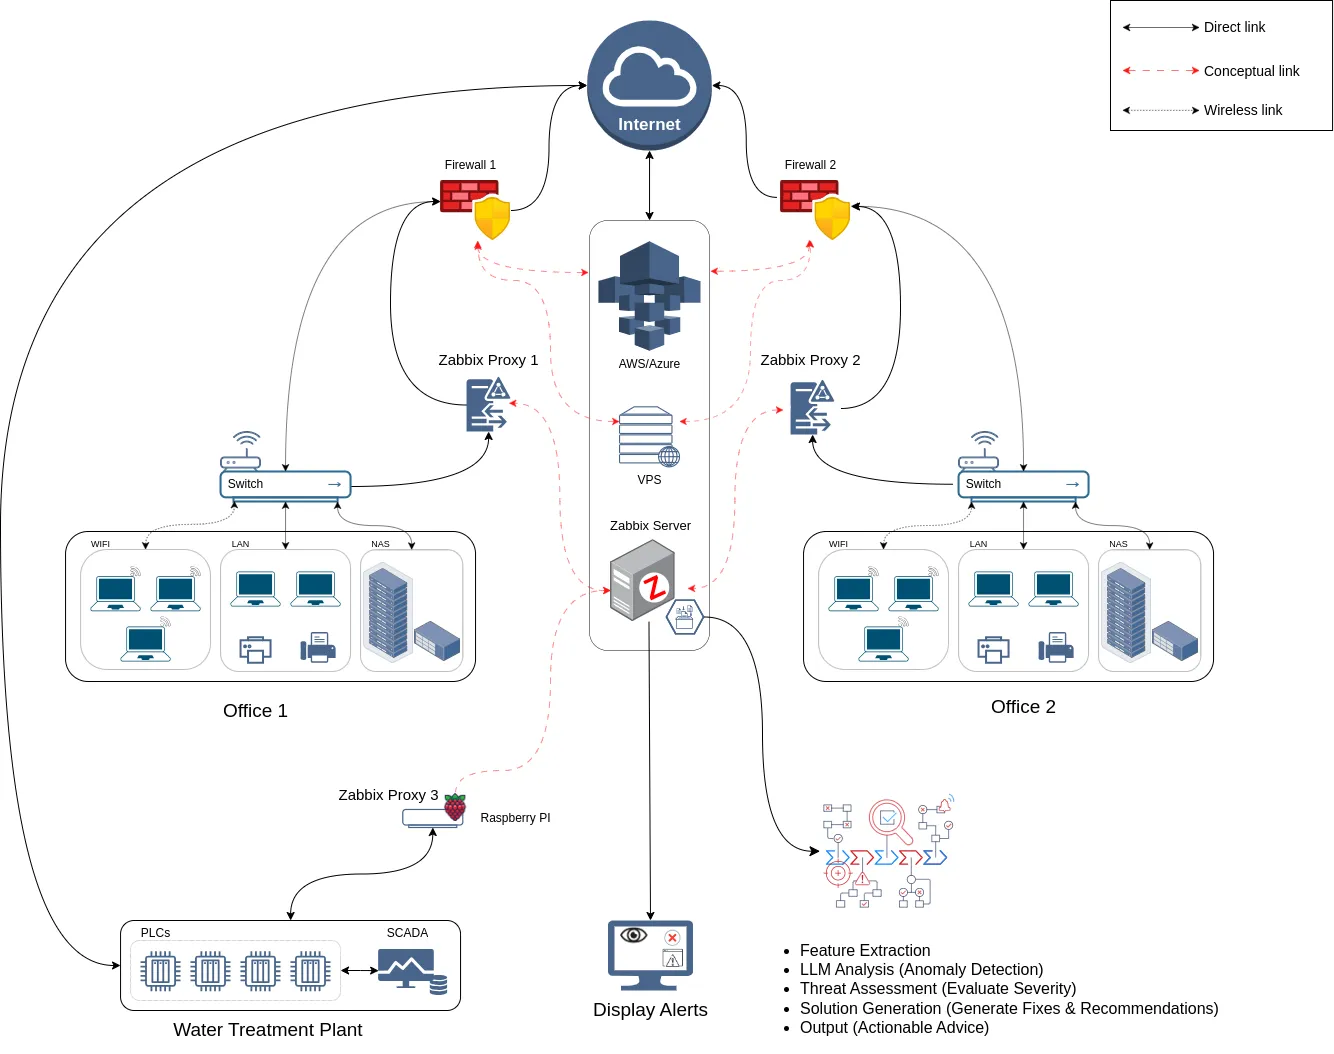 Direct link
Conceptual link
Wireless link
Internet
Firewall 1
Firewall 2
AWS/Azure
Zabbix Proxy 1
Zabbix Proxy 2
VPS
Switch
Switch
Zabbix Server
WIFI
LAN
NAS
WIFI
LAN
NAS
Z
Office 1
Office 2
Zabbix Proxy 3
Raspberry PI
PLCs
SCADA
Water Treatment Plant
Display Alerts
• Feature Extraction
• LLM Analysis (Anomaly Detection)
• Threat Assessment (Evaluate Severity)
• Solution Generation (Generate Fixes & Recommendations)
• Output (Actionable Advice)